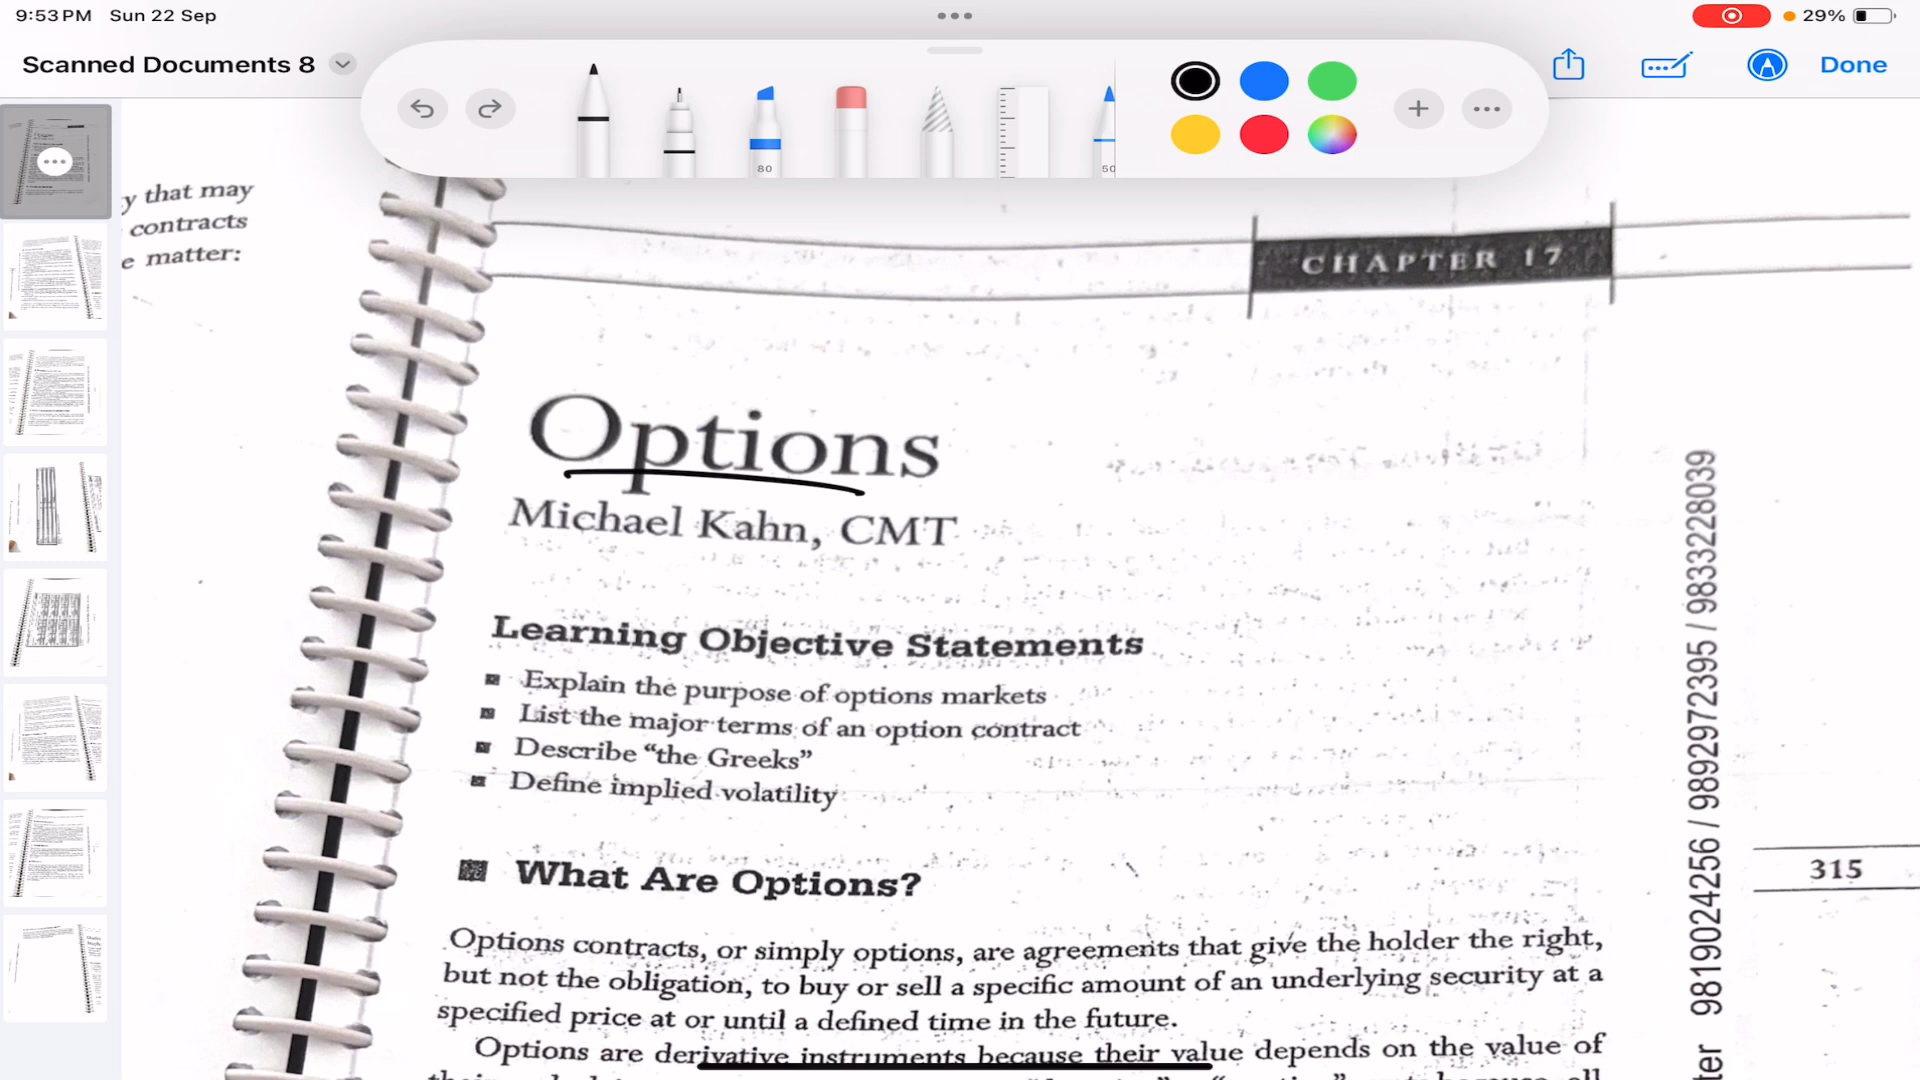 9:53 PM Sun 22 Sep
29%
Scanned Documents 8
Done
80
50
y that may
contracts
e matter:
CHAPTER 17
Options
Michael Kahn, CMT
Learning Objective Statements
Explain the purpose of options markets
List the major terms of an option contract
Describe “the Greeks”
Define implied volatility
What Are Options?
Options contracts, or simply options, are agreements that give the holder the right,
but not the obligation, to buy or sell a specific amount of an underlying security at a
specified price at or until a defined time in the future.
Options are derivative instruments because their value depends on the value of
315
9819024256 / 9892972395 / 9833228039